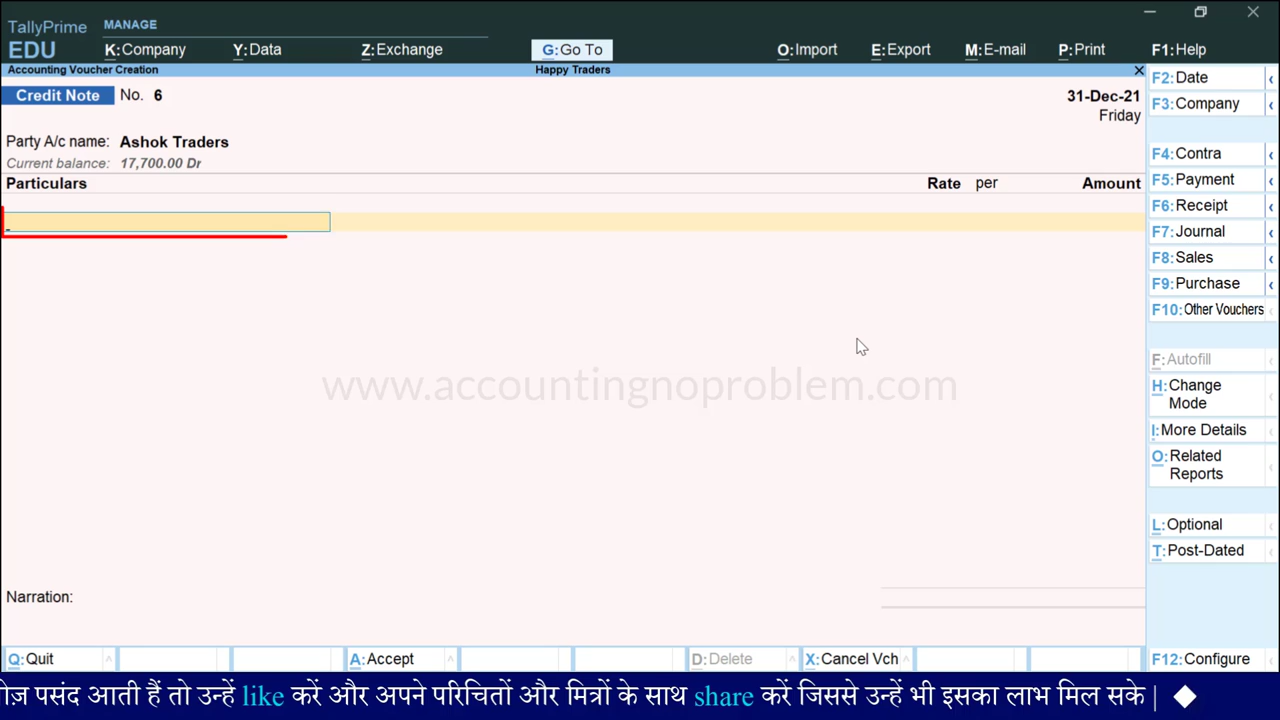 TallyPrime MANAGE
EDU K:Company Y:Data Z:Exchange G:Go To O:Import E:Export M:E-mail P:Print F1:Help
Accounting Voucher Creation Happy Traders
Credit Note No. 6 31-Dec-21
Friday
Party A/c name: Ashok Traders
Current balance: 17,700.00 Dr
Particulars Rate per Amount
www.accountingnoproblem.com
Narration:
Q:Quit A:Accept D:Delete X:Cancel Vch
F2:Date
F3:Company
F4:Contra
F5:Payment
F6:Receipt
F7:Journal
F8:Sales
F9:Purchase
F10:Other Vouchers
F:Autofill
H:Change
Mode
I:More Details
O:Related
Reports
L:Optional
T:Post-Dated
F12:Configure
पसंद आती हैं तो उन्हें like करें और अपने परिचितों और मित्रों के साथ share करें जिससे उन्हें भी इसका लाभ मिल सके |